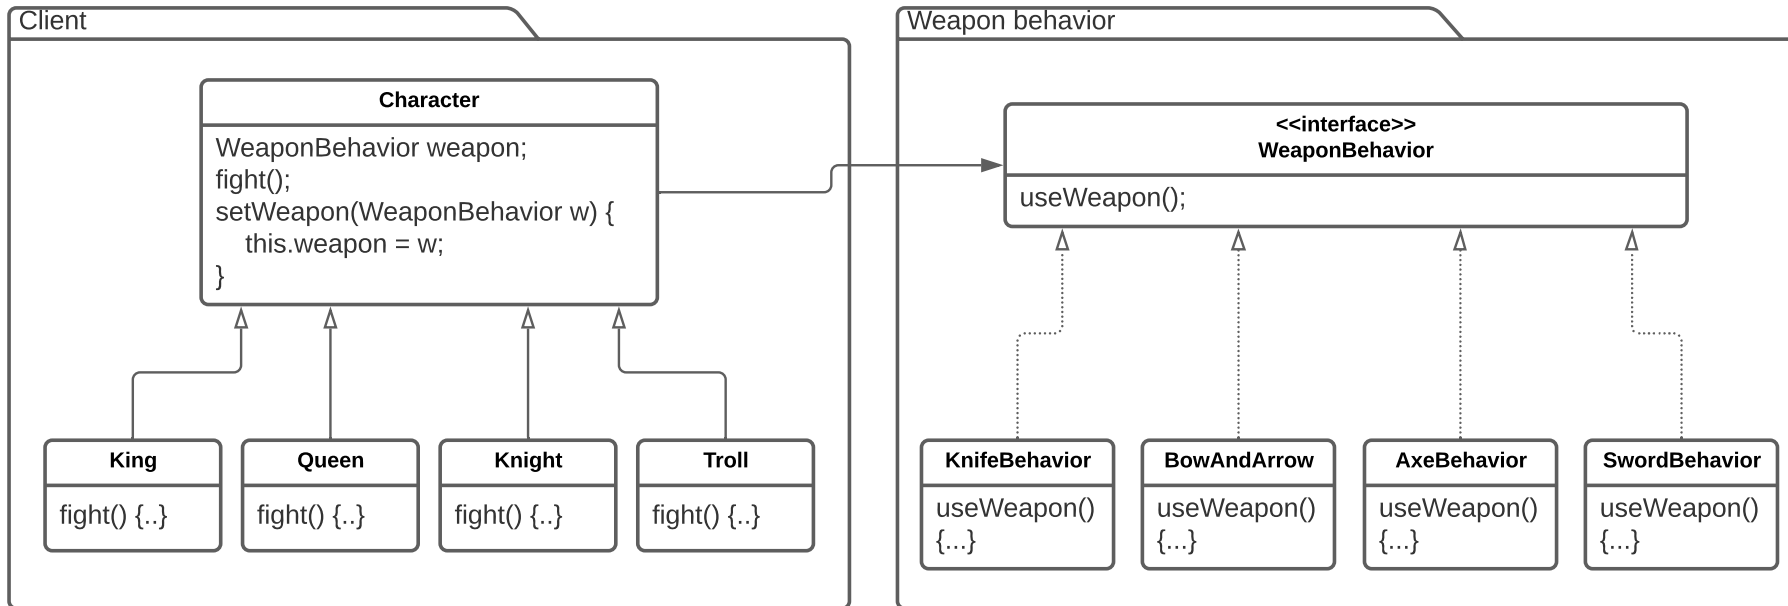 Client
Character
WeaponBehavior weapon;
fight();
setWeapon(WeaponBehavior w) {
this.weapon = w;
}
King
fight() {..}
Queen
fight() {..}
Knight
fight() {..}
Troll
fight() {..}
Weapon behavior
<<interface>>
WeaponBehavior
useWeapon();
KnifeBehavior
useWeapon()
{...}
BowAndArrow
useWeapon()
{...}
AxeBehavior
useWeapon()
{...}
SwordBehavior
useWeapon()
{...}